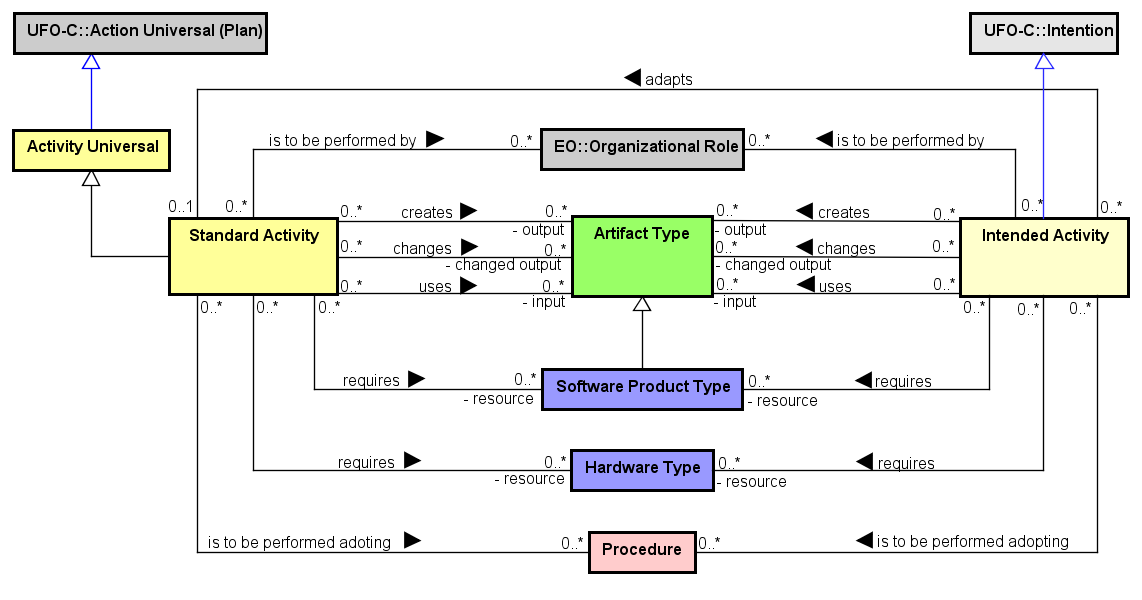 UFO-C::Action Universal (Plan)
UFO-C::Intention
adapts
Activity Universal
is to be performed by
0..*
EO::Organizational Role
0..*
is to be performed by
0..1
0..*
0..*
0..*
Standard Activity
0..*
creates
0..*
- output
Artifact Type
0..*
- output
creates
0..*
Intended Activity
0..*
changes
0..*
- changed output
0..*
- changed output
changes
0..*
0..*
uses
0..*
- input
0..*
- input
uses
0..*
0..*
0..*
0..*
0..*
0..*
0..*
requires
0..*
- resource
Software Product Type
0..*
- resource
requires
requires
0..*
- resource
Hardware Type
0..*
- resource
requires
is to be performed adoting
0..*
Procedure
0..*
is to be performed adopting